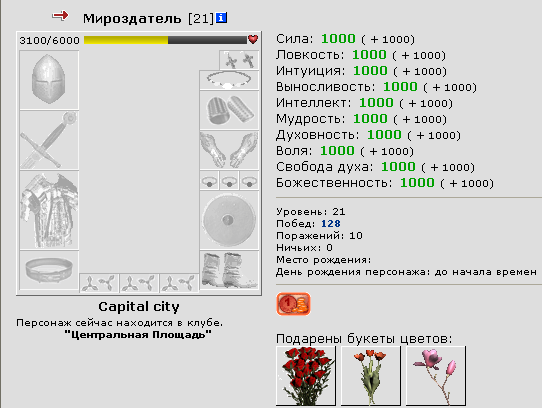 Мироздатель [21] i
3100/6000
Сила: 1000 ( + 1000)
Ловкость: 1000 ( + 1000)
Интуиция: 1000 ( + 1000)
Выносливость: 1000 ( + 1000)
Интеллект: 1000 ( + 1000)
Мудрость: 1000 ( + 1000)
Духовность: 1000 ( + 1000)
Воля: 1000 ( + 1000)
Свобода духа: 1000 ( + 1000)
Божественность: 1000 ( + 1000)
Уровень: 21
Побед: 128
Поражений: 10
Ничьих: 0
Место рождения:
День рождения персонажа: до начала времен
Capital city
Персонаж сейчас находится в клубе.
"Центральная Площадь"
1
Подарены букеты цветов: